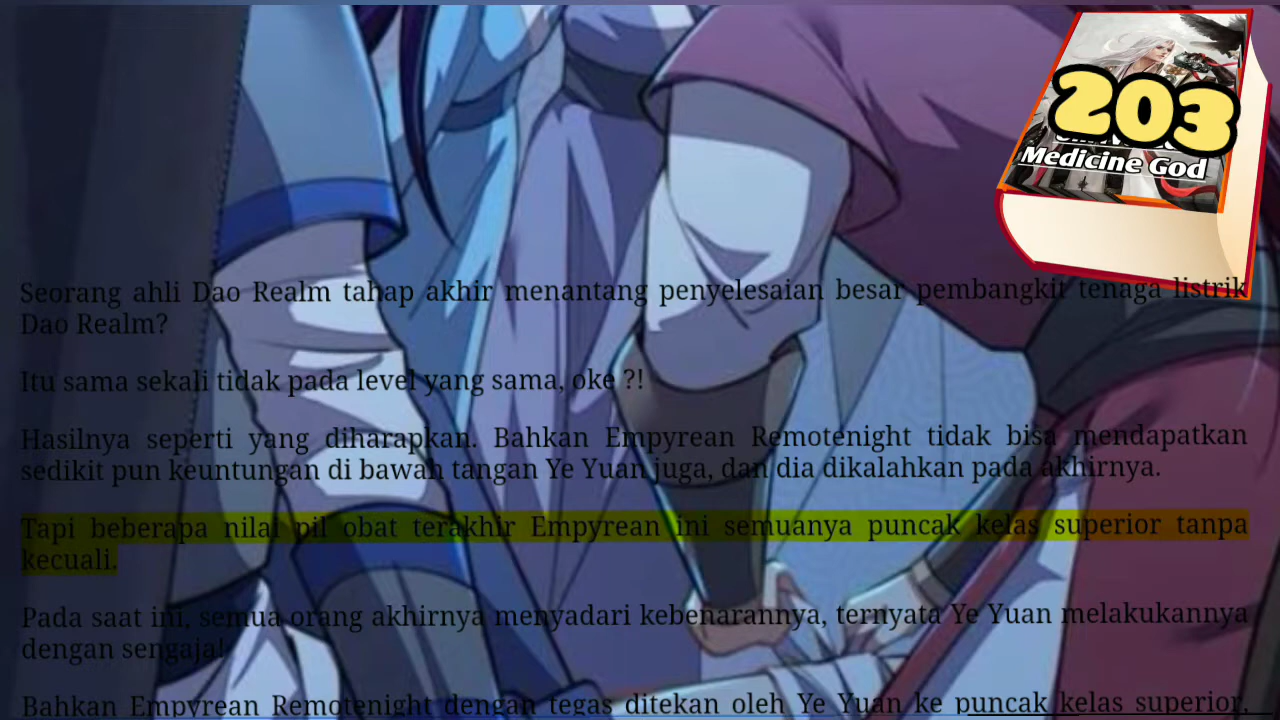 203
Medicine God
Seorang ahli Dao Realm tahap akhir menantang penyelesaian besar pembangkit tenaga listrik
Dao Realm?
Itu sama sekali tidak pada level yang sama, oke ?!
Hasilnya seperti yang diharapkan. Bahkan Empyrean Remotenight tidak bisa mendapatkan
sedikit pun keuntungan di bawah tangan Ye Yuan juga, dan dia dikalahkan pada akhirnya.
Tapi beberapa nilai pil obat terakhir Empyrean ini semuanya puncak kelas superior tanpa
kecuali.
Pada saat ini, semua orang akhirnya menyadari kebenarannya, ternyata Ye Yuan melakukannya
dengan sengaja!
Bahkan Empyrean Remotenight dengan tegas ditekan oleh Ye Yuan ke puncak kelas superior,